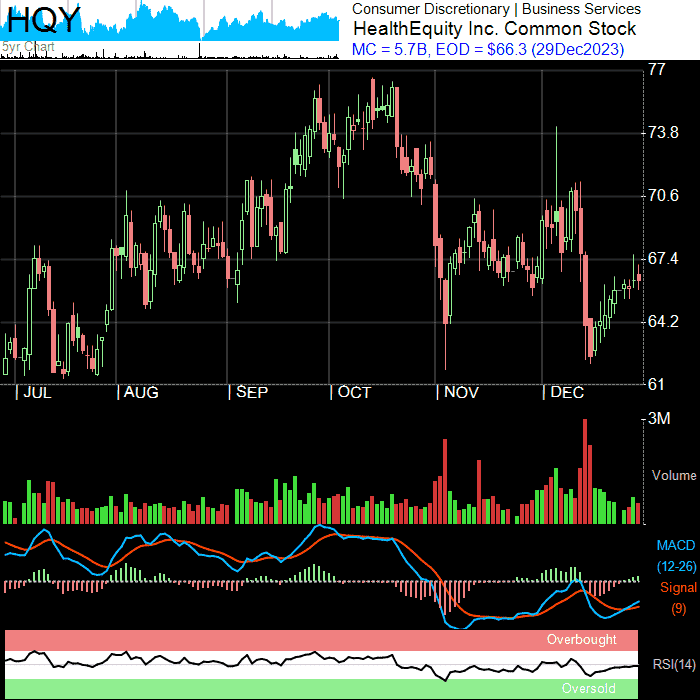 HQY
5yr Chart
Consumer Discretionary | Business Services
HealthEquity Inc. Common Stock
MC = 5.7B, EOD = $66.3 (29Dec2023)
77
73.8
70.6
67.4
64.2
61
| JUL | AUG | SEP | OCT | NOV | DEC
3M
Volume
MACD
(12-26)
Signal
(9)
Overbought
RSI(14)
Oversold